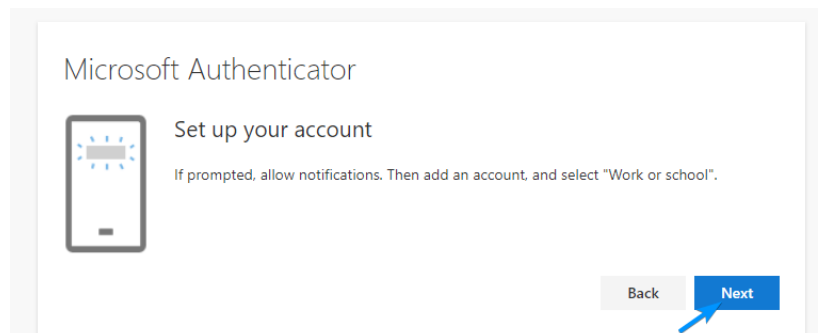 Microsoft Authenticator
Set up your account
If prompted, allow notifications. Then add an account, and select "Work or school".
Back Next